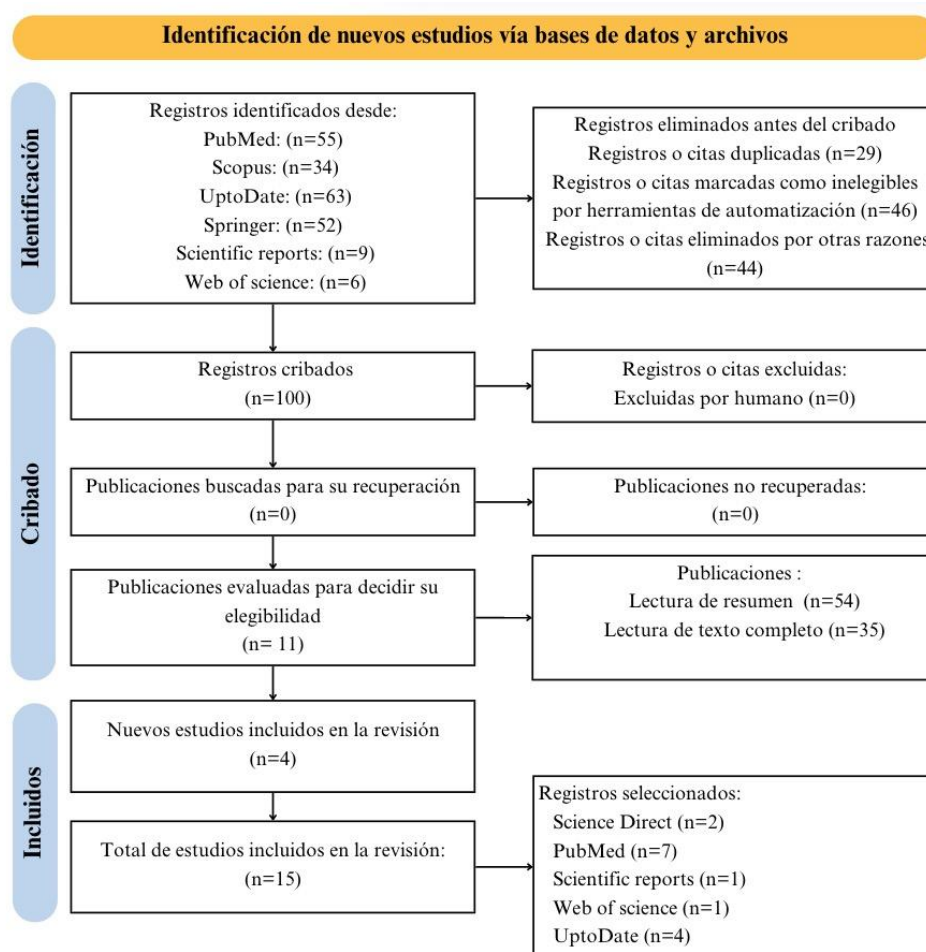 Identificación de nuevos estudios vía bases de datos y archivos
Identificación
Registros identificados desde:
PubMed: (n=55)
Scopus: (n=34)
UptoDate: (n=63)
Springer: (n=52)
Scientific reports: (n=9)
Web of science: (n=6)
Registros eliminados antes del cribado
Registros o citas duplicadas (n=29)
Registros o citas marcadas como inelegibles
por herramientas de automatización (n=46)
Registros o citas eliminados por otras razones
(n=44)
Cribado
Registros cribados
(n=100)
Registros o citas excluidas:
Excluidas por humano (n=0)
Publicaciones buscadas para su recuperación
(n=0)
Publicaciones no recuperadas:
(n=0)
Publicaciones evaluadas para decidir su
elegibilidad
(n= 11)
Publicaciones :
Lectura de resumen (n=54)
Lectura de texto completo (n=35)
Incluidos
Nuevos estudios incluidos en la revisión
(n=4)
Total de estudios incluidos en la revisión:
(n=15)
Registros seleccionados:
Science Direct (n=2)
PubMed (n=7)
Scientific reports (n=1)
Web of science (n=1)
UptoDate (n=4)